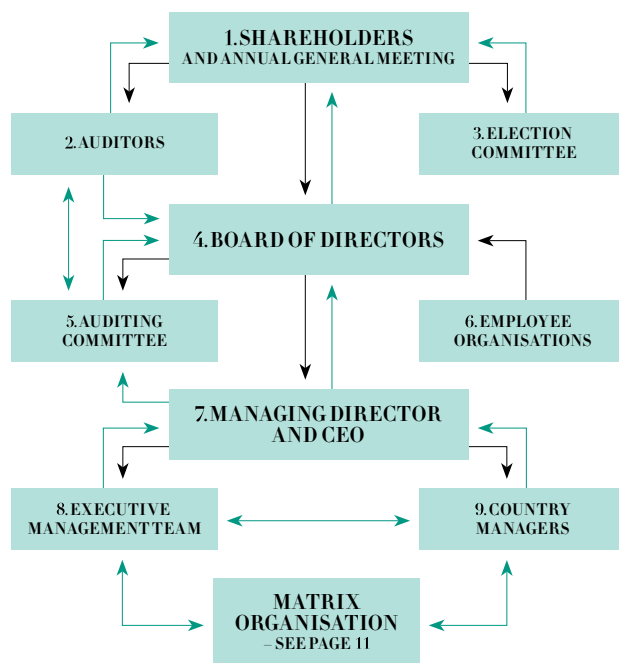 1. SHAREHOLDERS
AND ANNUAL GENERAL MEETING
2. AUDITORS
3. ELECTION
COMMITTEE
4. BOARD OF DIRECTORS
5. AUDITING
COMMITTEE
6. EMPLOYEE
ORGANISATIONS
7. MANAGING DIRECTOR
AND CEO
8. EXECUTIVE
MANAGEMENT TEAM
9. COUNTRY
MANAGERS
MATRIX
ORGANISATION
– SEE PAGE 11